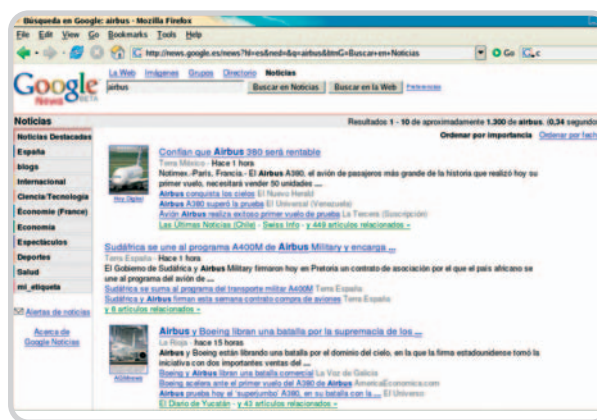 Búsqueda en Google: airbus - Mozilla Firefox
File Edit View Go Bookmarks Tools Help
http://news.google.es/news?hl=es&ned=&q=airbus&btnG=Buscar+en+Noticias Go
La Web Imágenes Grupos Directorio Noticias
Google
News BETA
airbus Buscar en Noticias Buscar en la Web Preferencias
Noticias Resultados 1 - 10 de aproximadamente 1.300 de airbus. (0,34 segundo
Ordenar por importancia Ordenar por fech
Noticias Destacadas
España
blogs
Internacional
Ciencia/Tecnología
Économie (France)
Economía
Espectáculos
Deportes
Salud
mi_etiqueta
Alertas de noticias
Acerca de
Google Noticias
Hoy Digital
Confían que Airbus 380 será rentable
Terra México - Hace 1 hora
Notimex.-París, Francia.- El Airbus A380, el avión de pasajeros más grande de la historia que realizó hoy su
primer vuelo, necesitará vender 50 unidades ...
Airbus conquista los cielos El Nuevo Herald
Airbus A380 superó la prueba El Universal (Venezuela)
Avión Airbus realiza exitoso primer vuelo de prueba La Tercera (Suscripción)
Las Últimas Noticias (Chile) - Swiss Info - y 449 artículos relacionados »
Sudáfrica se une al programa A400M de Airbus Military y encarga ...
Terra España - Hace 1 hora
El Gobierno de Sudáfrica y Airbus Military firmaron hoy en Pretoria un contrato de asociación por el que el país africano se
une al programa del avión de ...
Sudáfrica se suma al programa del transporte militar A400M Terra España
Sudáfrica y Airbus firman esta semana contrato compra de aviones Terra España
y 6 artículos relacionados »
Airbus y Boeing libran una batalla por la supremacía de los ...
La Rioja - hace 15 horas
Airbus y Boeing están librando una batalla por el dominio del cielo, en la que la firma estadounidense tomó la
iniciativa con dos importantes ventas del ...
Boeing y Airbus libran una batalla comercial La Voz de Galicia
Boeing acelera ante el primer vuelo del A380 de Airbus AmericaEconomica.com
Airbus prueba hoy el 'superjumbo' A380, en su batalla con la ... El Universo
El Diario de Yucatán - y 43 artículos relacionados »